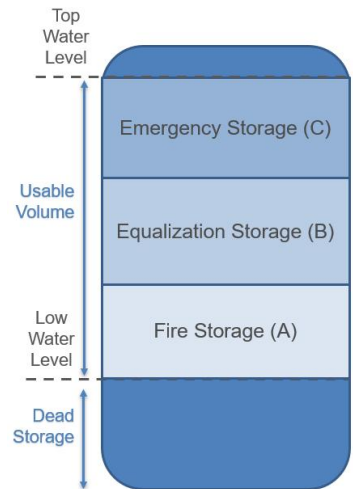 Top
Water
Level
Emergency Storage (C)
Usable
Volume
Equalization Storage (B)
Low
Water
Level
Fire Storage (A)
Dead
Storage